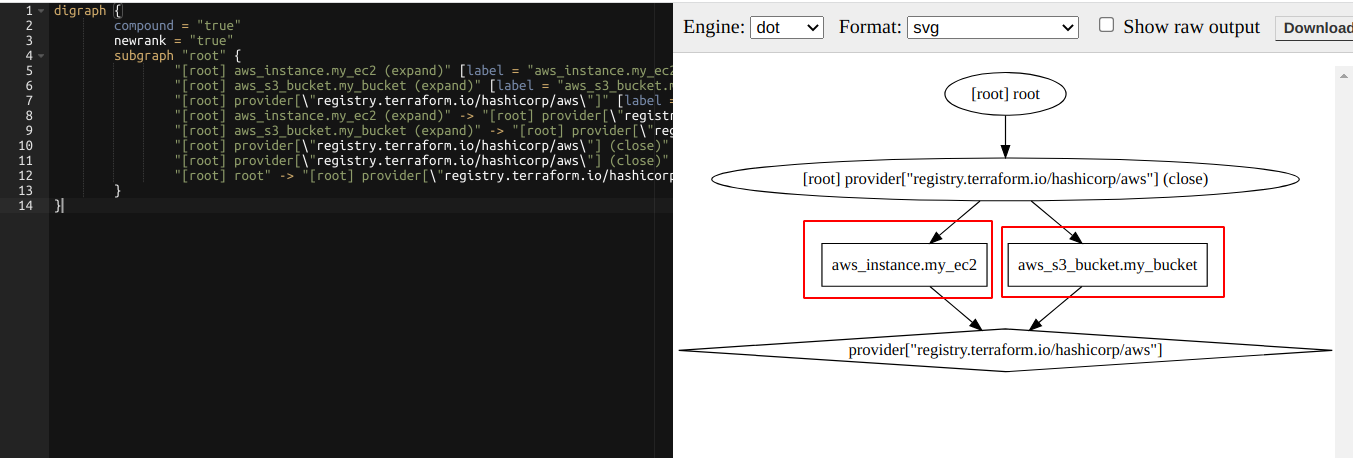 1 digraph {
2 compound = "true"
3 newrank = "true"
4 subgraph "root" {
5 "[root] aws_instance.my_ec2 (expand)" [label = "aws_instance.my_ec2
6 "[root] aws_s3_bucket.my_bucket (expand)" [label = "aws_s3_bucket.m
7 "[root] provider[\"registry.terraform.io/hashicorp/aws\"]" [label =
8 "[root] aws_instance.my_ec2 (expand)" -> "[root] provider[\"registr
9 "[root] aws_s3_bucket.my_bucket (expand)" -> "[root] provider[\"reg
10 "[root] provider[\"registry.terraform.io/hashicorp/aws\"] (close)"
11 "[root] provider[\"registry.terraform.io/hashicorp/aws\"] (close)"
12 "[root] root" -> "[root] provider[\"registry.terraform.io/hashicorp
13 }
14 }
Engine: dot Format: svg Show raw output Download
[root] root
[root] provider["registry.terraform.io/hashicorp/aws"] (close)
aws_instance.my_ec2 aws_s3_bucket.my_bucket
provider["registry.terraform.io/hashicorp/aws"]